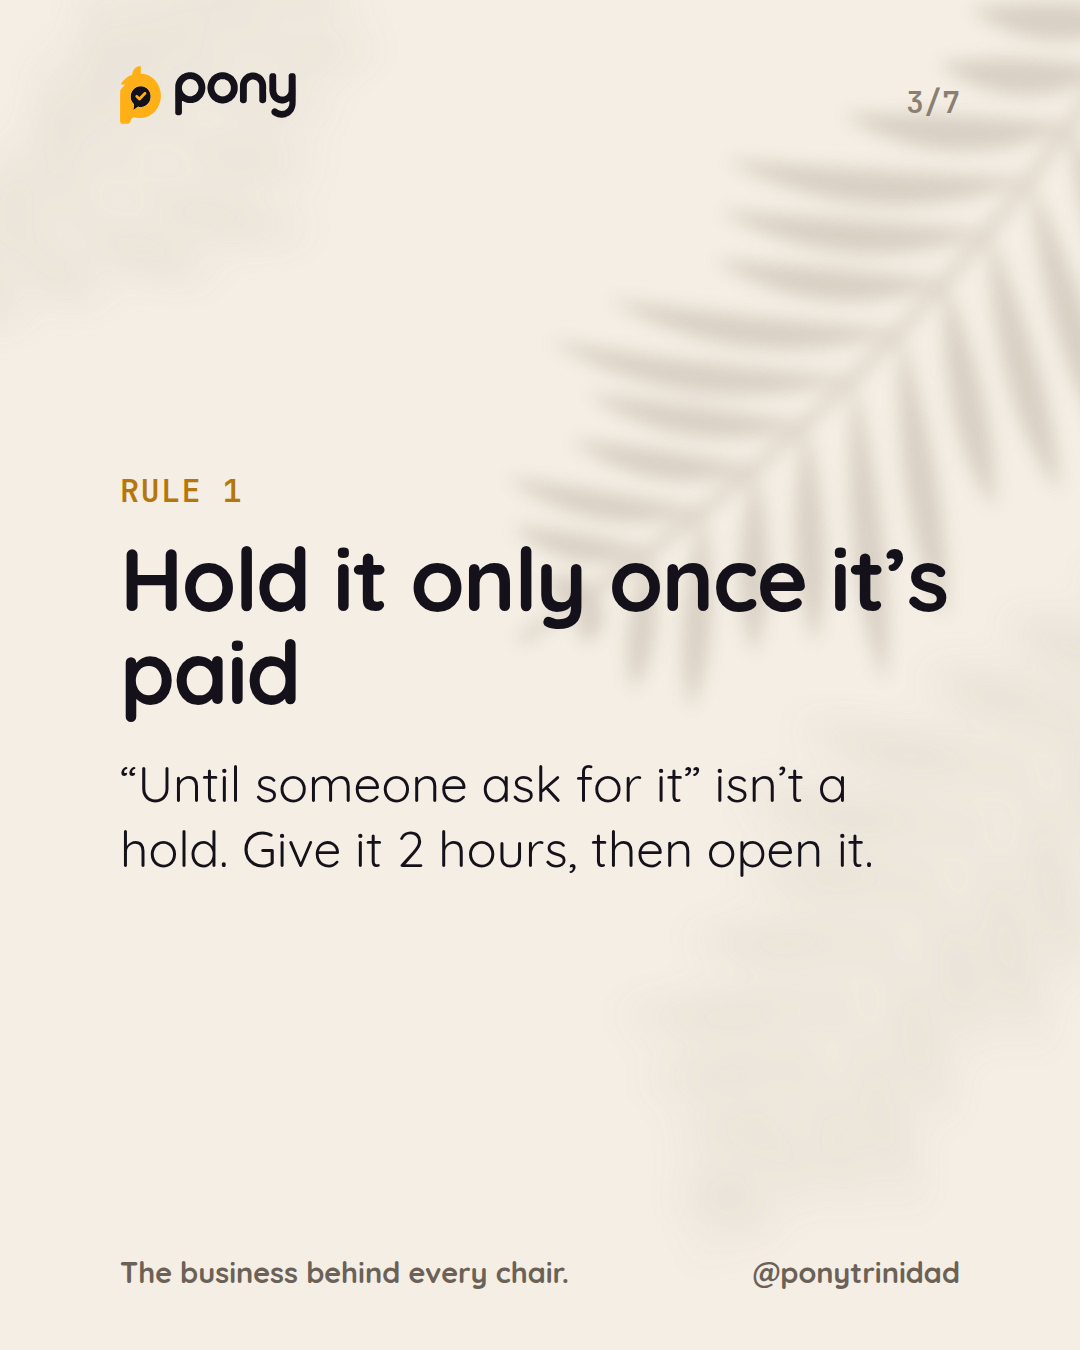 pony
3/7
RULE 1
Hold it only once it’s
paid
“Until someone ask for it” isn’t a
hold. Give it 2 hours, then open it.
The business behind every chair.
@ponytrinidad